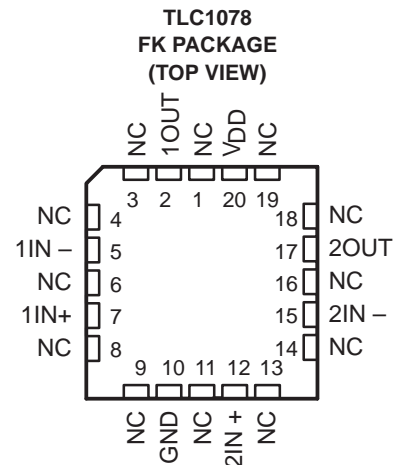 TLC1078
FK PACKAGE
(TOP VIEW)
NC
1OUT
NC
VDD
NC
3 2 1 20 19
NC 4
1IN – 5
NC 6
1IN+ 7
NC 8
18 NC
17 2OUT
16 NC
15 2IN –
14 NC
9 10 11 12 13
NC
GND
NC
2IN +
NC